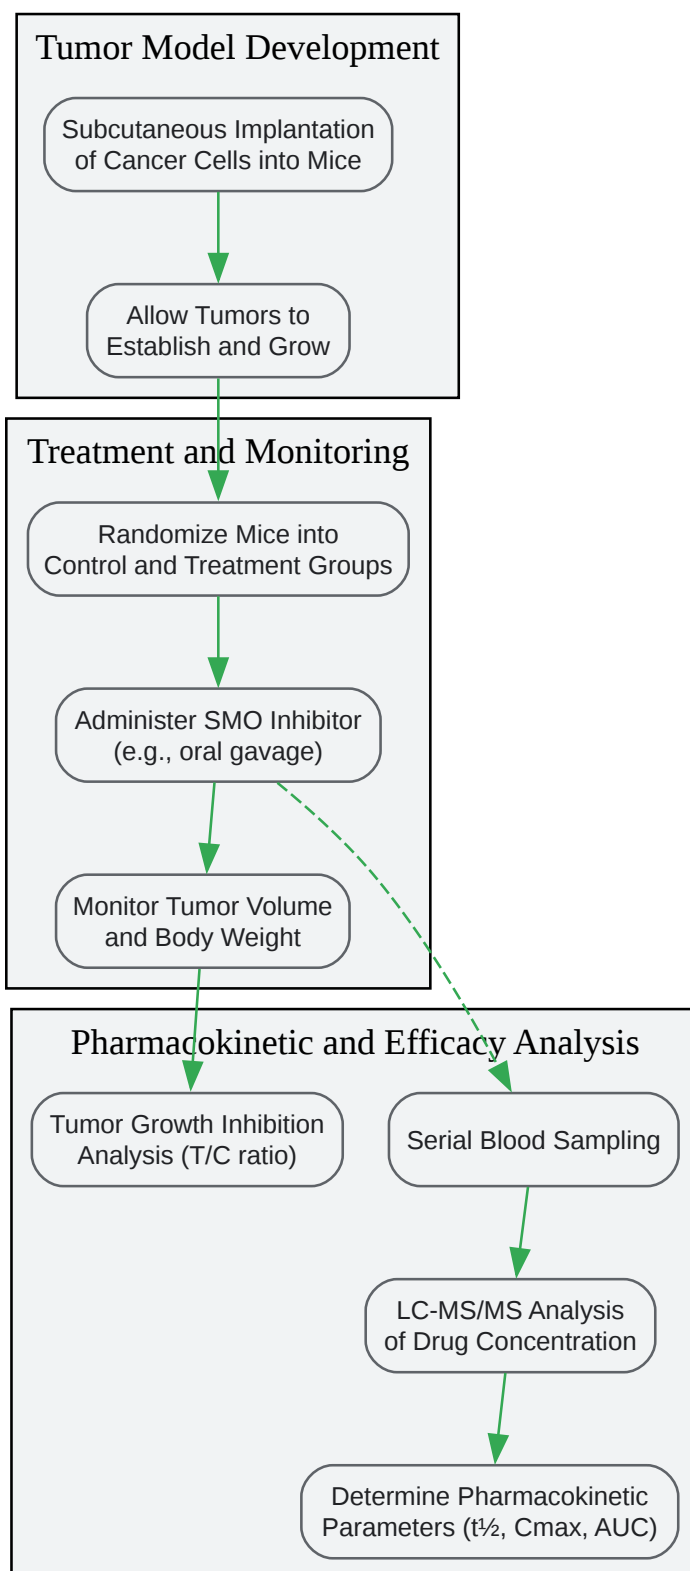 Tumor Model Development
Subcutaneous Implantation
of Cancer Cells into Mice
Allow Tumors to
Establish and Grow
Treatment and Monitoring
Randomize Mice into
Control and Treatment Groups
Administer SMO Inhibitor
(e.g., oral gavage)
Monitor Tumor Volume
and Body Weight
Pharmacokinetic and Efficacy Analysis
Tumor Growth Inhibition
Analysis (T/C ratio)
Serial Blood Sampling
LC-MS/MS Analysis
of Drug Concentration
Determine Pharmacokinetic
Parameters (t½, Cmax, AUC)